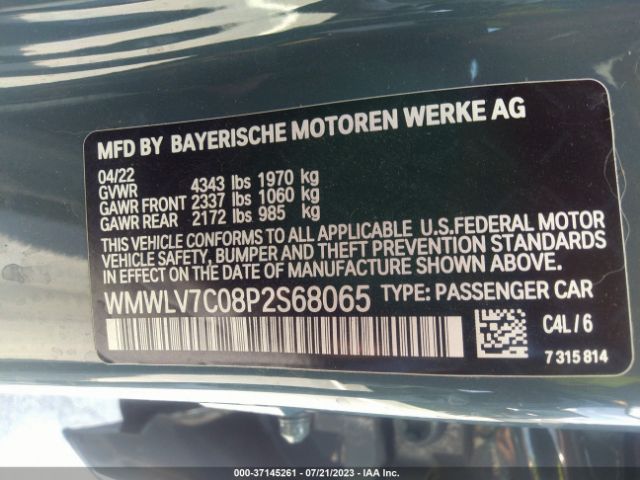 MFD BY BAYERISCHE MOTOREN WERKE AG
04/22
GVWR 4343 lbs 1970 kg
GAWR FRONT 2337 lbs 1060 kg
GAWR REAR 2172 lbs 985 kg
THIS VEHICLE CONFORMS TO ALL APPLICABLE U.S.FEDERAL MOTOR
VEHICLE SAFETY, BUMPER AND THEFT PREVENTION STANDARDS
IN EFFECT ON THE DATE OF MANUFACTURE SHOWN ABOVE.
WMWLV7C08P2S68065 TYPE: PASSENGER CAR
C4L/6
7 315 814
000-37145261 - 07/21/2023 - IAA Inc.